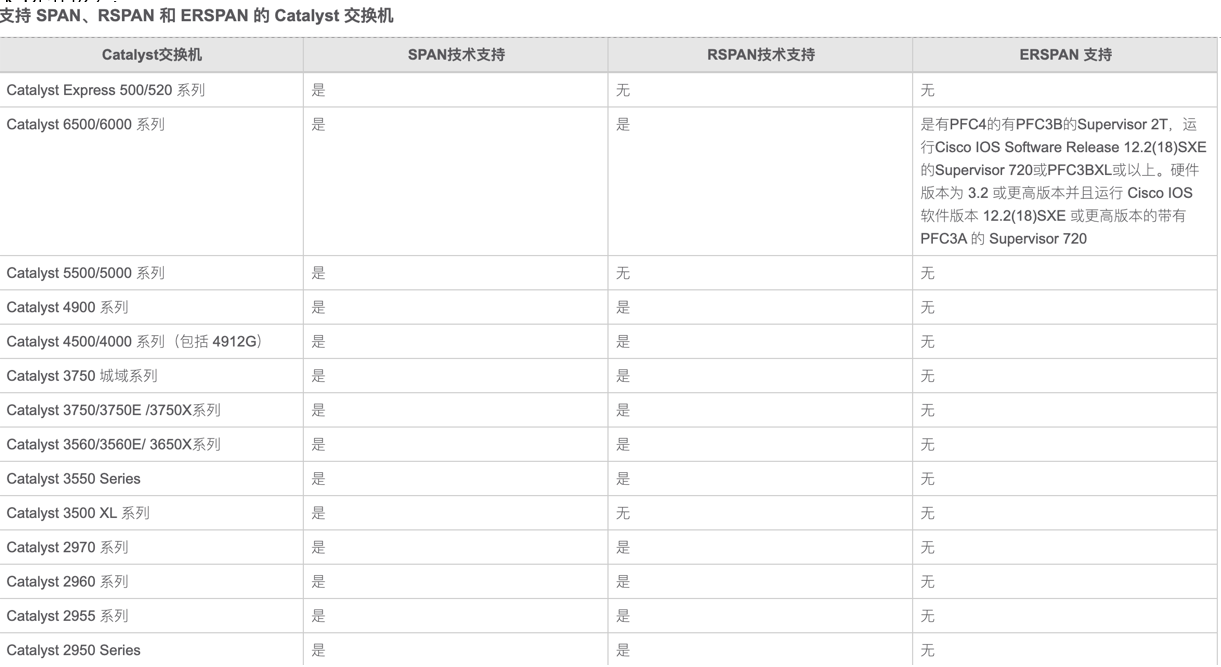 支持 SPAN、RSPAN 和 ERSPAN 的 Catalyst 交换机
Catalyst交换机 SPAN技术支持 RSPAN技术支持 ERSPAN 支持
Catalyst Express 500/520 系列 是 无 无
Catalyst 6500/6000 系列 是 是 是有PFC4的有PFC3B的Supervisor 2T，运
行Cisco IOS Software Release 12.2(18)SXE
的Supervisor 720或PFC3BXL或以上。硬件
版本为 3.2 或更高版本并且运行 Cisco IOS
软件版本 12.2(18)SXE 或更高版本的带有
PFC3A 的 Supervisor 720
Catalyst 5500/5000 系列 是 无 无
Catalyst 4900 系列 是 是 无
Catalyst 4500/4000 系列（包括 4912G） 是 是 无
Catalyst 3750 城域系列 是 是 无
Catalyst 3750/3750E /3750X系列 是 是 无
Catalyst 3560/3560E/ 3650X系列 是 是 无
Catalyst 3550 Series 是 是 无
Catalyst 3500 XL 系列 是 无 无
Catalyst 2970 系列 是 是 无
Catalyst 2960 系列 是 是 无
Catalyst 2955 系列 是 是 无
Catalyst 2950 Series 是 是 无